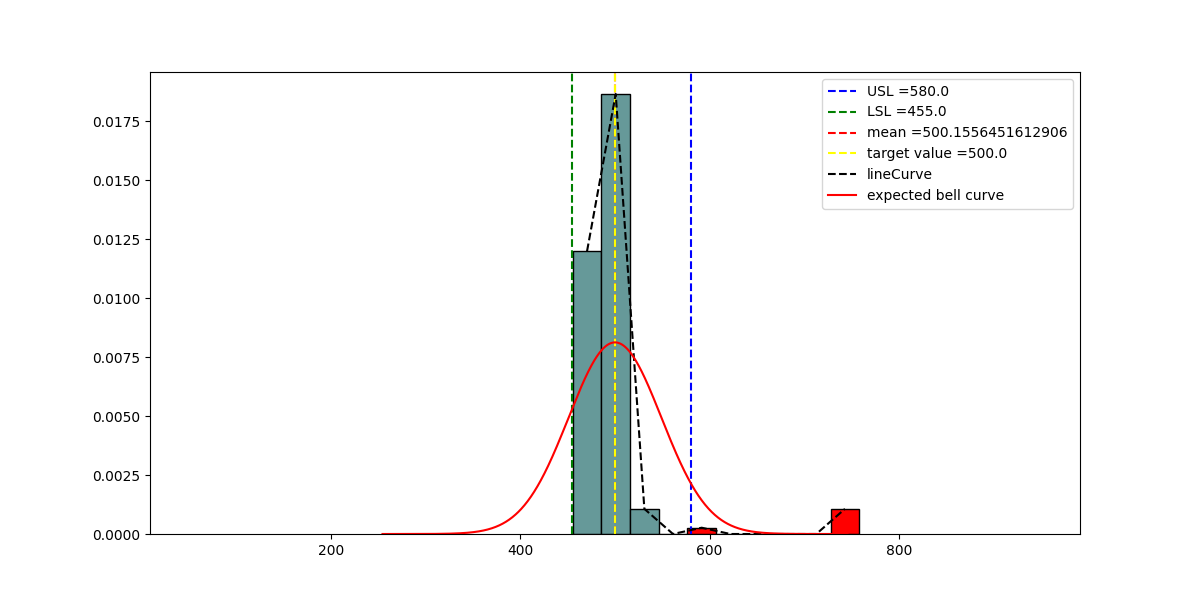 USL =580.0
LSL =455.0
mean =500.1556451612906
target value =500.0
lineCurve
expected bell curve
0.0175
0.0150
0.0125
0.0100
0.0075
0.0050
0.0025
0.0000
200 400 600 800